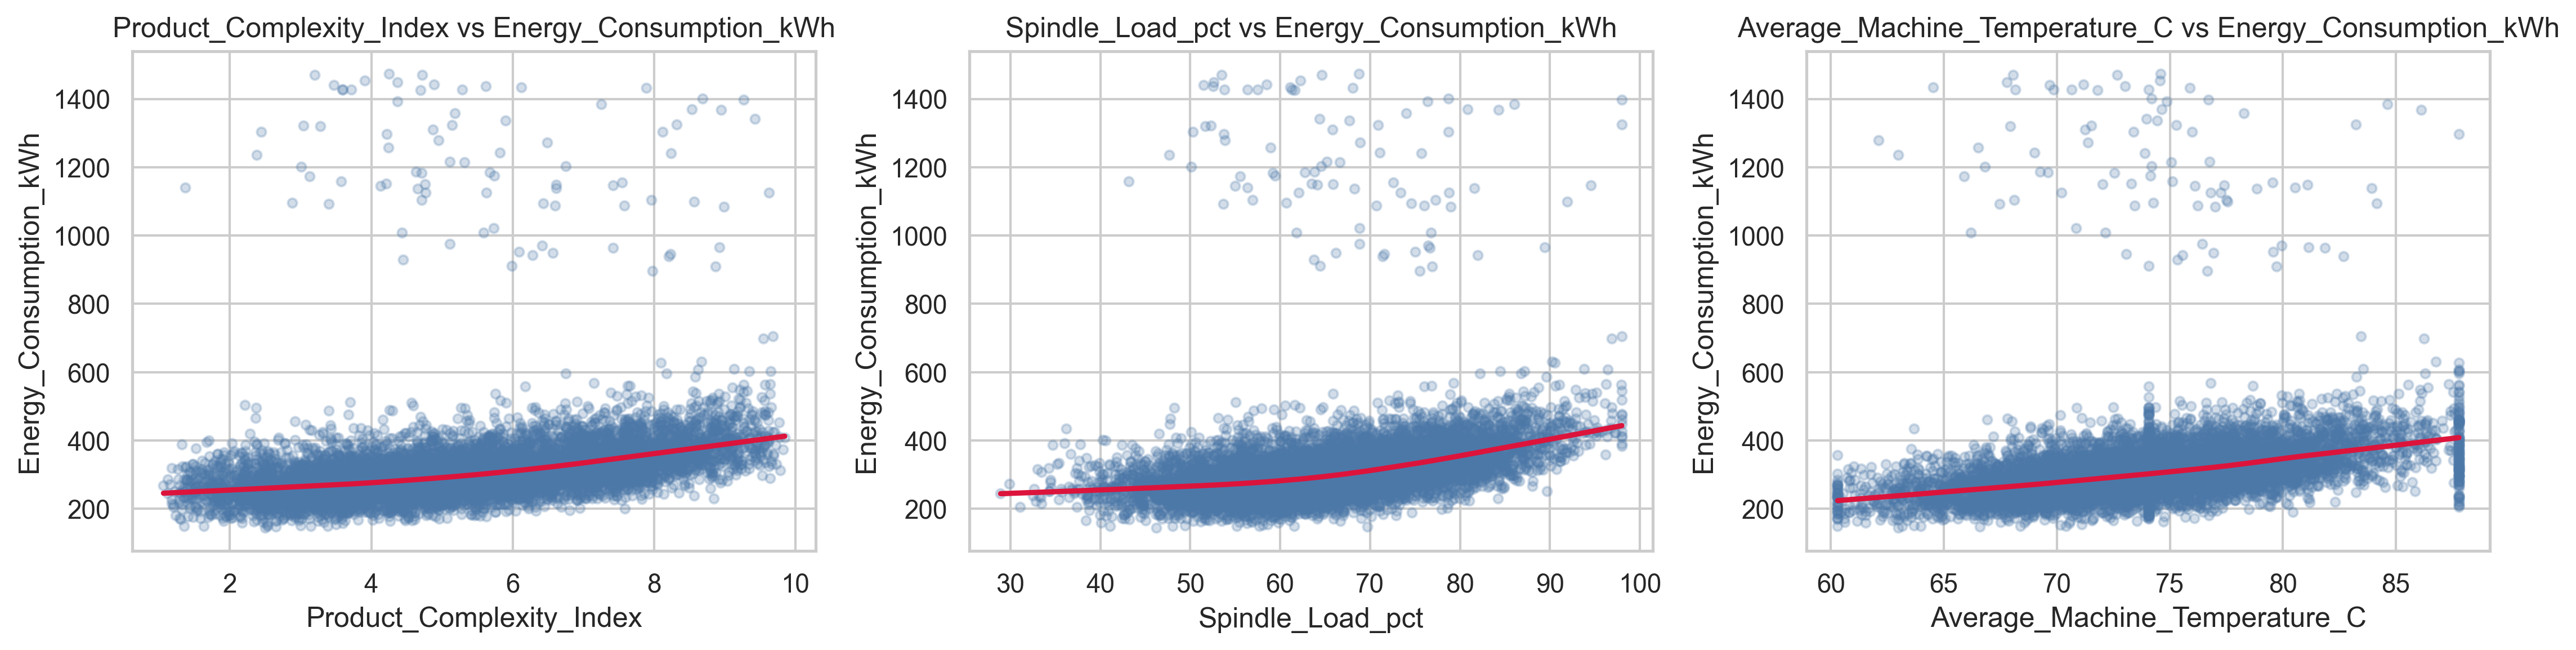 Product_Complexity_Index vs Energy_Consumption_kWh
Energy_Consumption_kWh
1400
1200
1000
800
600
400
200
2 4 6 8 10
Product_Complexity_Index
Spindle_Load_pct vs Energy_Consumption_kWh
Energy_Consumption_kWh
1400
1200
1000
800
600
400
200
30 40 50 60 70 80 90 100
Spindle_Load_pct
Average_Machine_Temperature_C vs Energy_Consumption_kWh
Energy_Consumption_kWh
1400
1200
1000
800
600
400
200
60 65 70 75 80 85
Average_Machine_Temperature_C